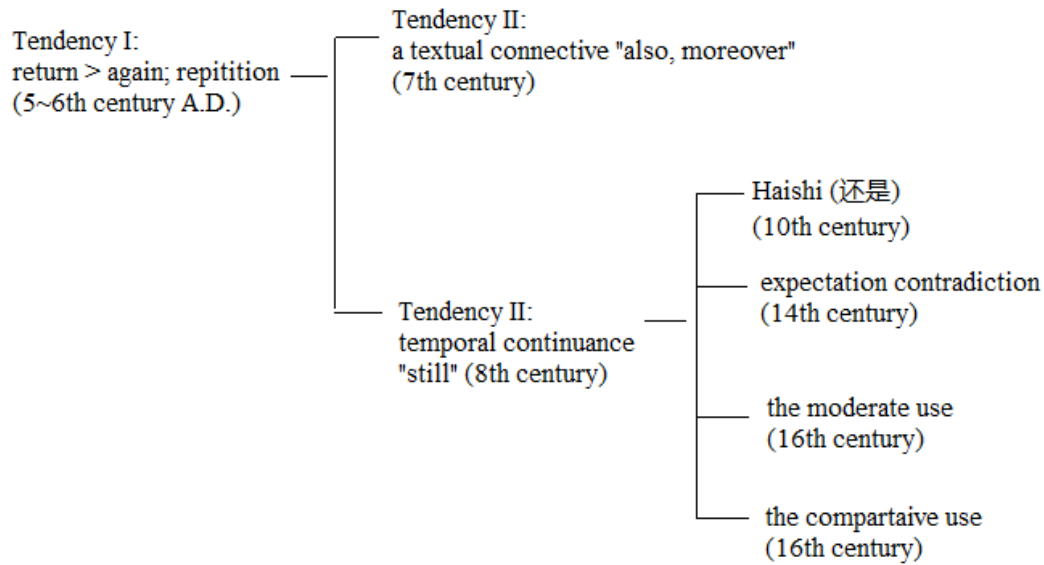 Tendency I:
return > again; repitition
(5~6th century A.D.)
Tendency II:
a textual connective "also, moreover"
(7th century)
Tendency II:
temporal continuance
"still" (8th century)
Haishi (还是)
(10th century)
expectation contradiction
(14th century)
the moderate use
(16th century)
the compartaive use
(16th century)